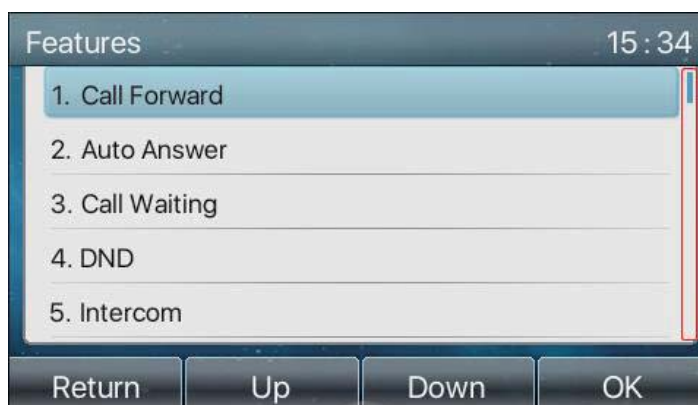 Features 15:34
1. Call Forward
2. Auto Answer
3. Call Waiting
4. DND
5. Intercom
Return Up Down OK